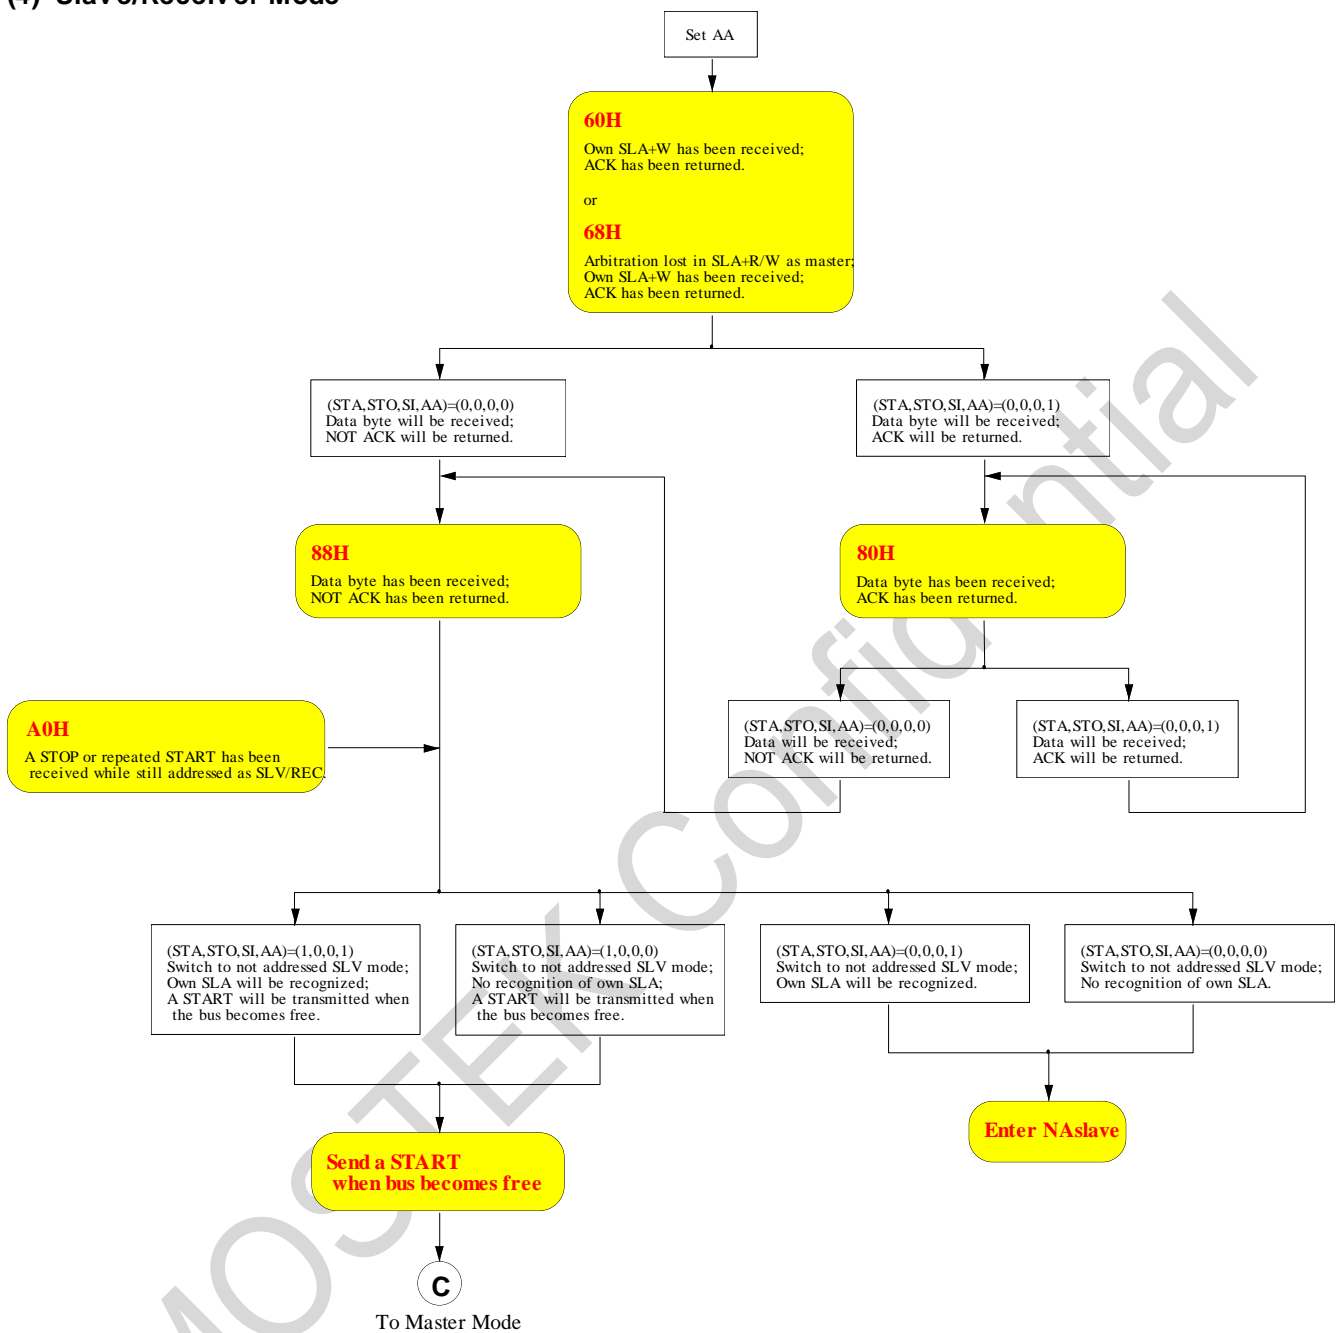 (4) Slave/Receiver Mode
Set AA
60H
Own SLA+W has been received;
ACK has been returned.
or
68H
Arbitration lost in SLA+R/W as master;
Own SLA+W has been received;
ACK has been returned.
(STA,STO,SI,AA)=(0,0,0,0)
Data byte will be received;
NOT ACK will be returned.
(STA,STO,SI,AA)=(0,0,0,1)
Data byte will be received;
ACK will be returned.
88H
Data byte has been received;
NOT ACK has been returned.
80H
Data byte has been received;
ACK has been returned.
A0H
A STOP or repeated START has been
received while still addressed as SLV/REC.
(STA,STO,SI,AA)=(0,0,0,0)
Data will be received;
NOT ACK will be returned.
(STA,STO,SI,AA)=(0,0,0,1)
Data will be received;
ACK will be returned.
(STA,STO,SI,AA)=(1,0,0,1)
Switch to not addressed SLV mode;
Own SLA will be recognized;
A START will be transmitted when
the bus becomes free.
(STA,STO,SI,AA)=(1,0,0,0)
Switch to not addressed SLV mode;
No recognition of own SLA;
A START will be transmitted when
the bus becomes free.
(STA,STO,SI,AA)=(0,0,0,1)
Switch to not addressed SLV mode;
Own SLA will be recognized.
(STA,STO,SI,AA)=(0,0,0,0)
Switch to not addressed SLV mode;
No recognition of own SLA.
Send a START
when bus becomes free
Enter NAslave
C
To Master Mode
MOSTEK Confidential